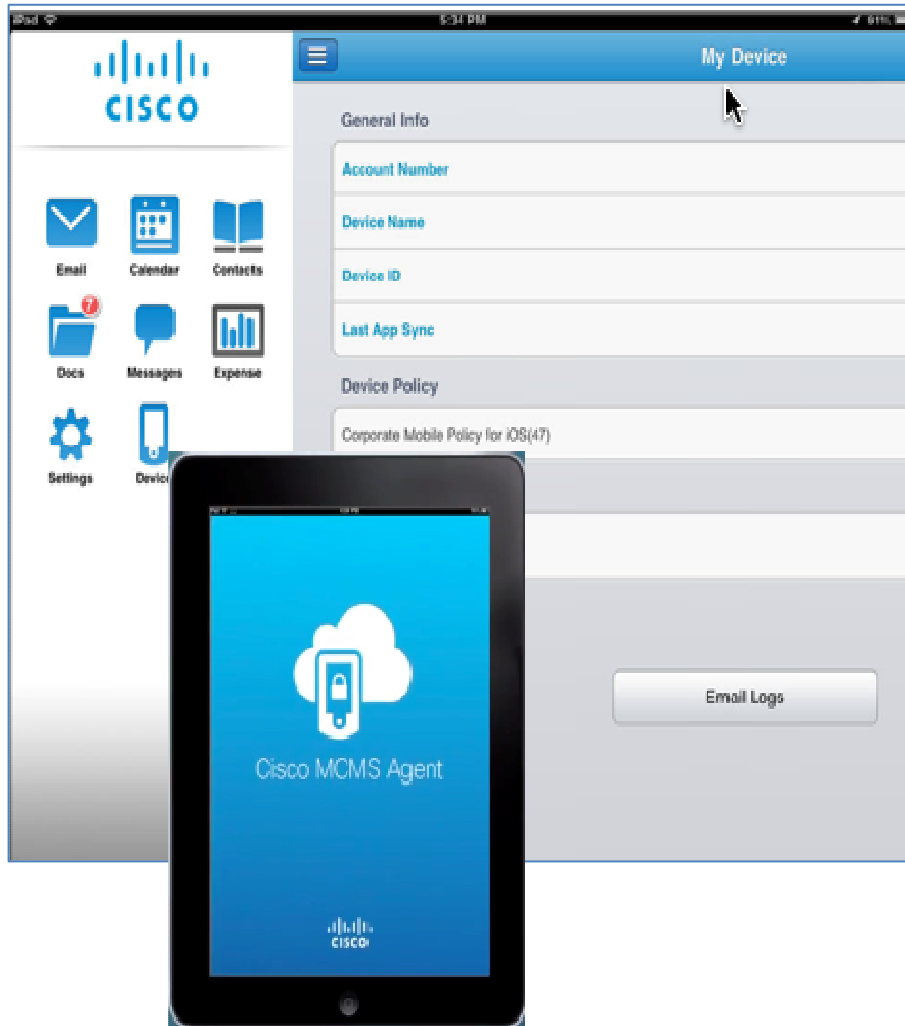 iPad
5:34 PM
CISCO
My Device
General Info
Account Number
Device Name
Email
Calendar
Contacts
Device ID
7
Last App Sync
Docs
Messages
Expense
Device Policy
Corporate Mobile Policy for iOS(47)
Settings
Email Logs
Cisco MCMS Agent
CISCO